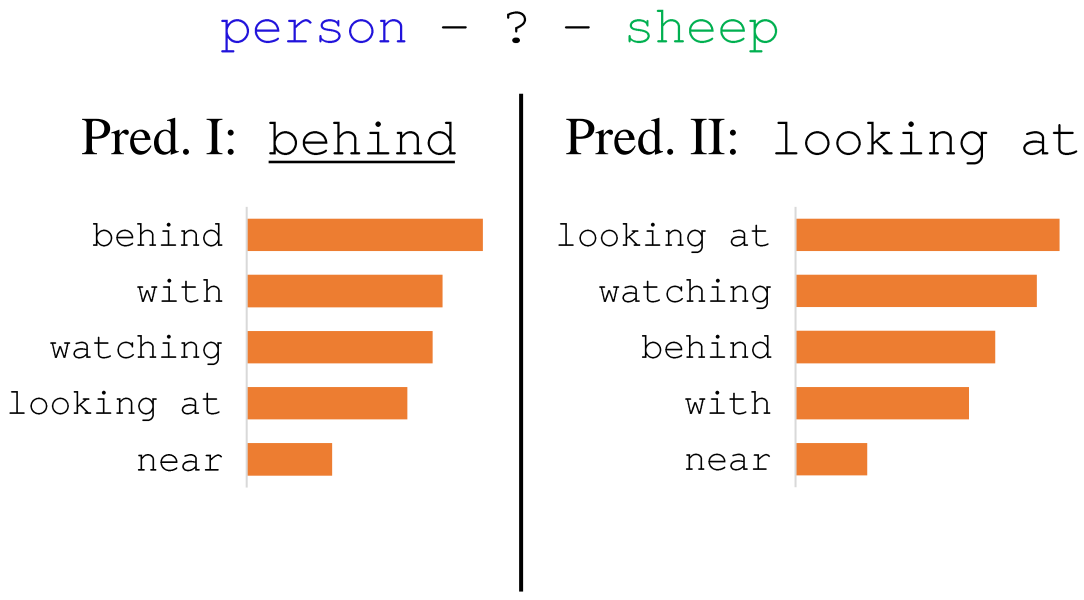 person – ? – sheep
Pred. I: behind
behind
with
watching
looking at
near
Pred. II: looking at
looking at
watching
behind
with
near